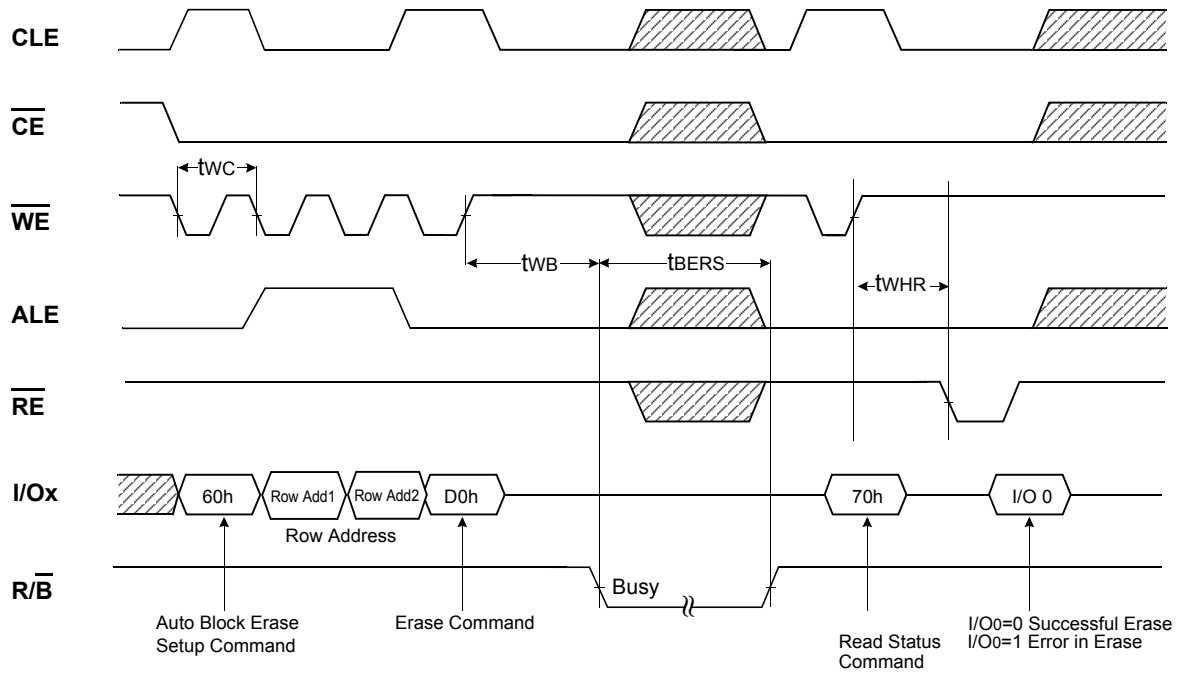 CLE
CE
tWC
WE
tWB
tBERS
tWHR
ALE
RE
I/Ox
60h
Row Add1
Row Add2
D0h
70h
I/O 0
Row Address
R/B
Busy
Auto Block Erase
Setup Command
Erase Command
Read Status
Command
I/O0=0 Successful Erase
I/O0=1 Error in Erase